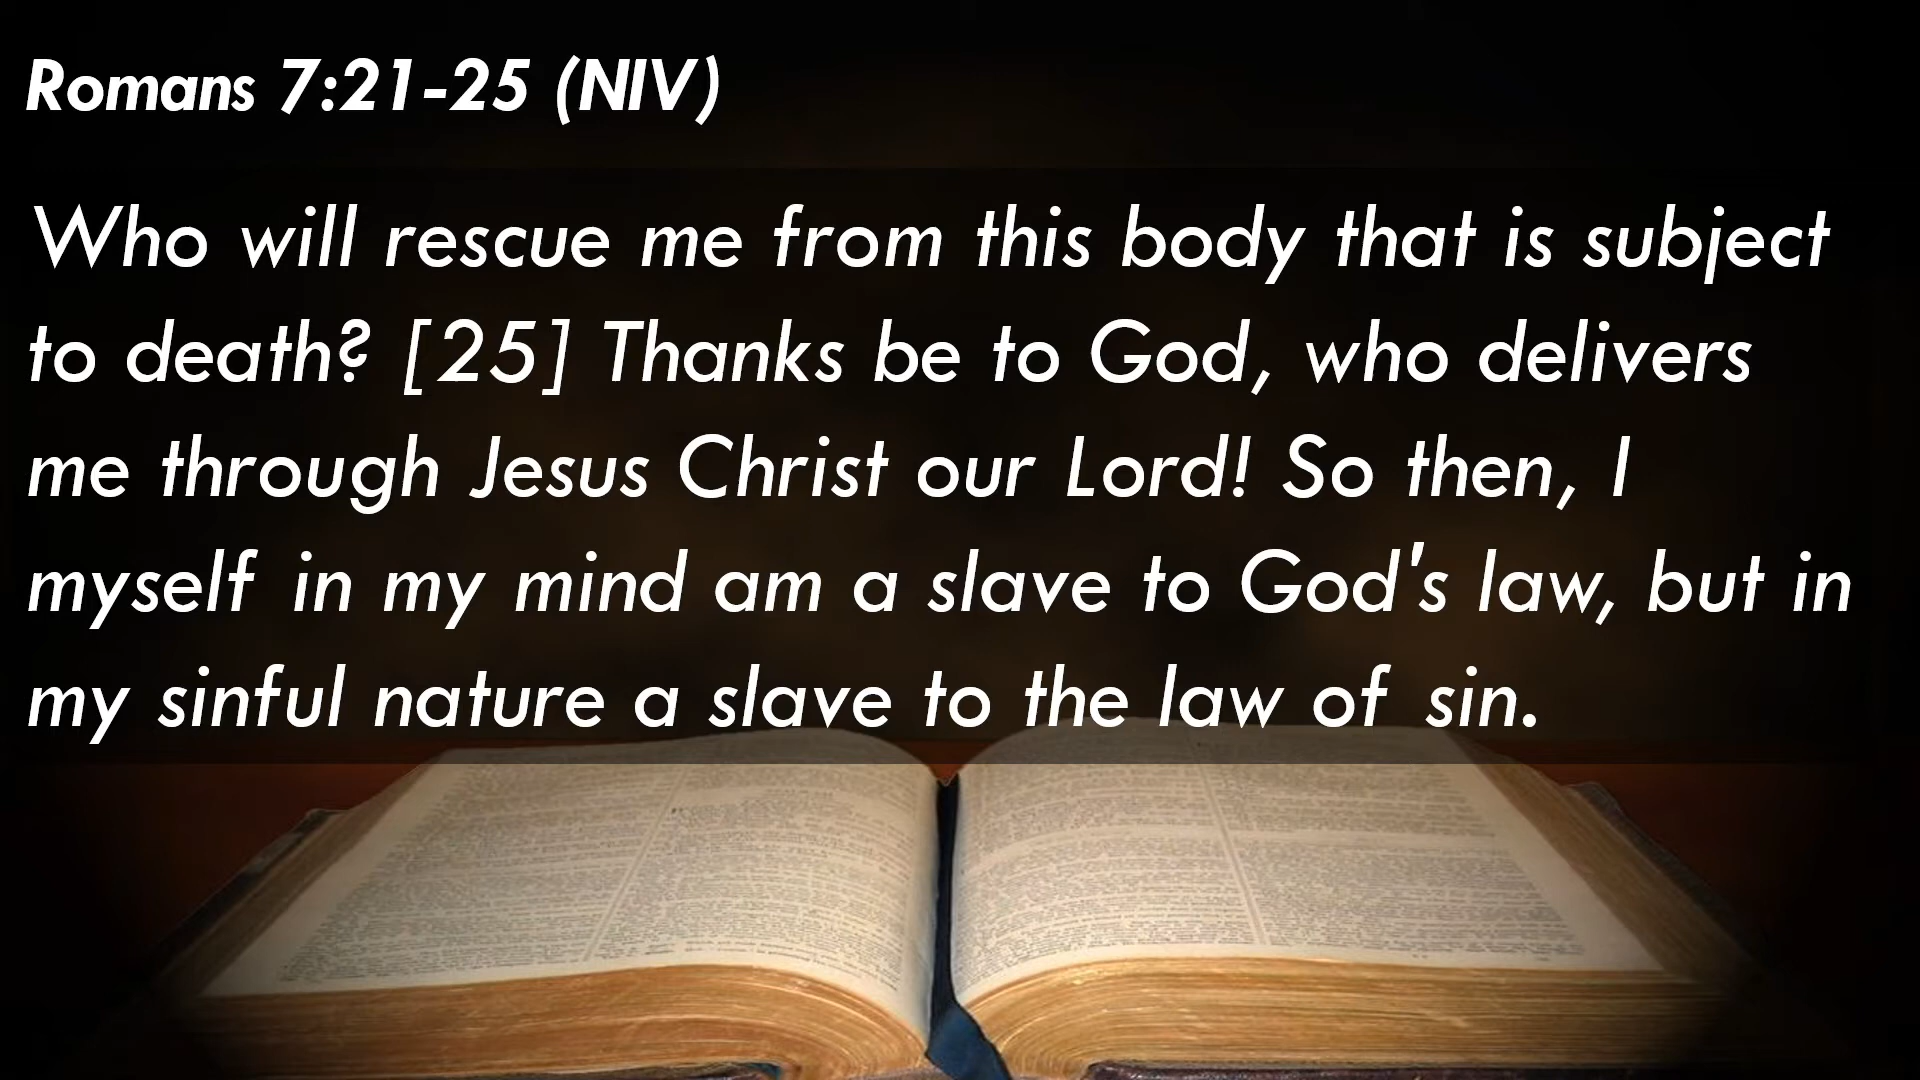 Romans 7:21-25 (NIV)
Who will rescue me from this body that is subject
to death? [25] Thanks be to God, who delivers
me through Jesus Christ our Lord! So then, I
myself in my mind am a slave to God's law, but in
my sinful nature a slave to the law of sin.